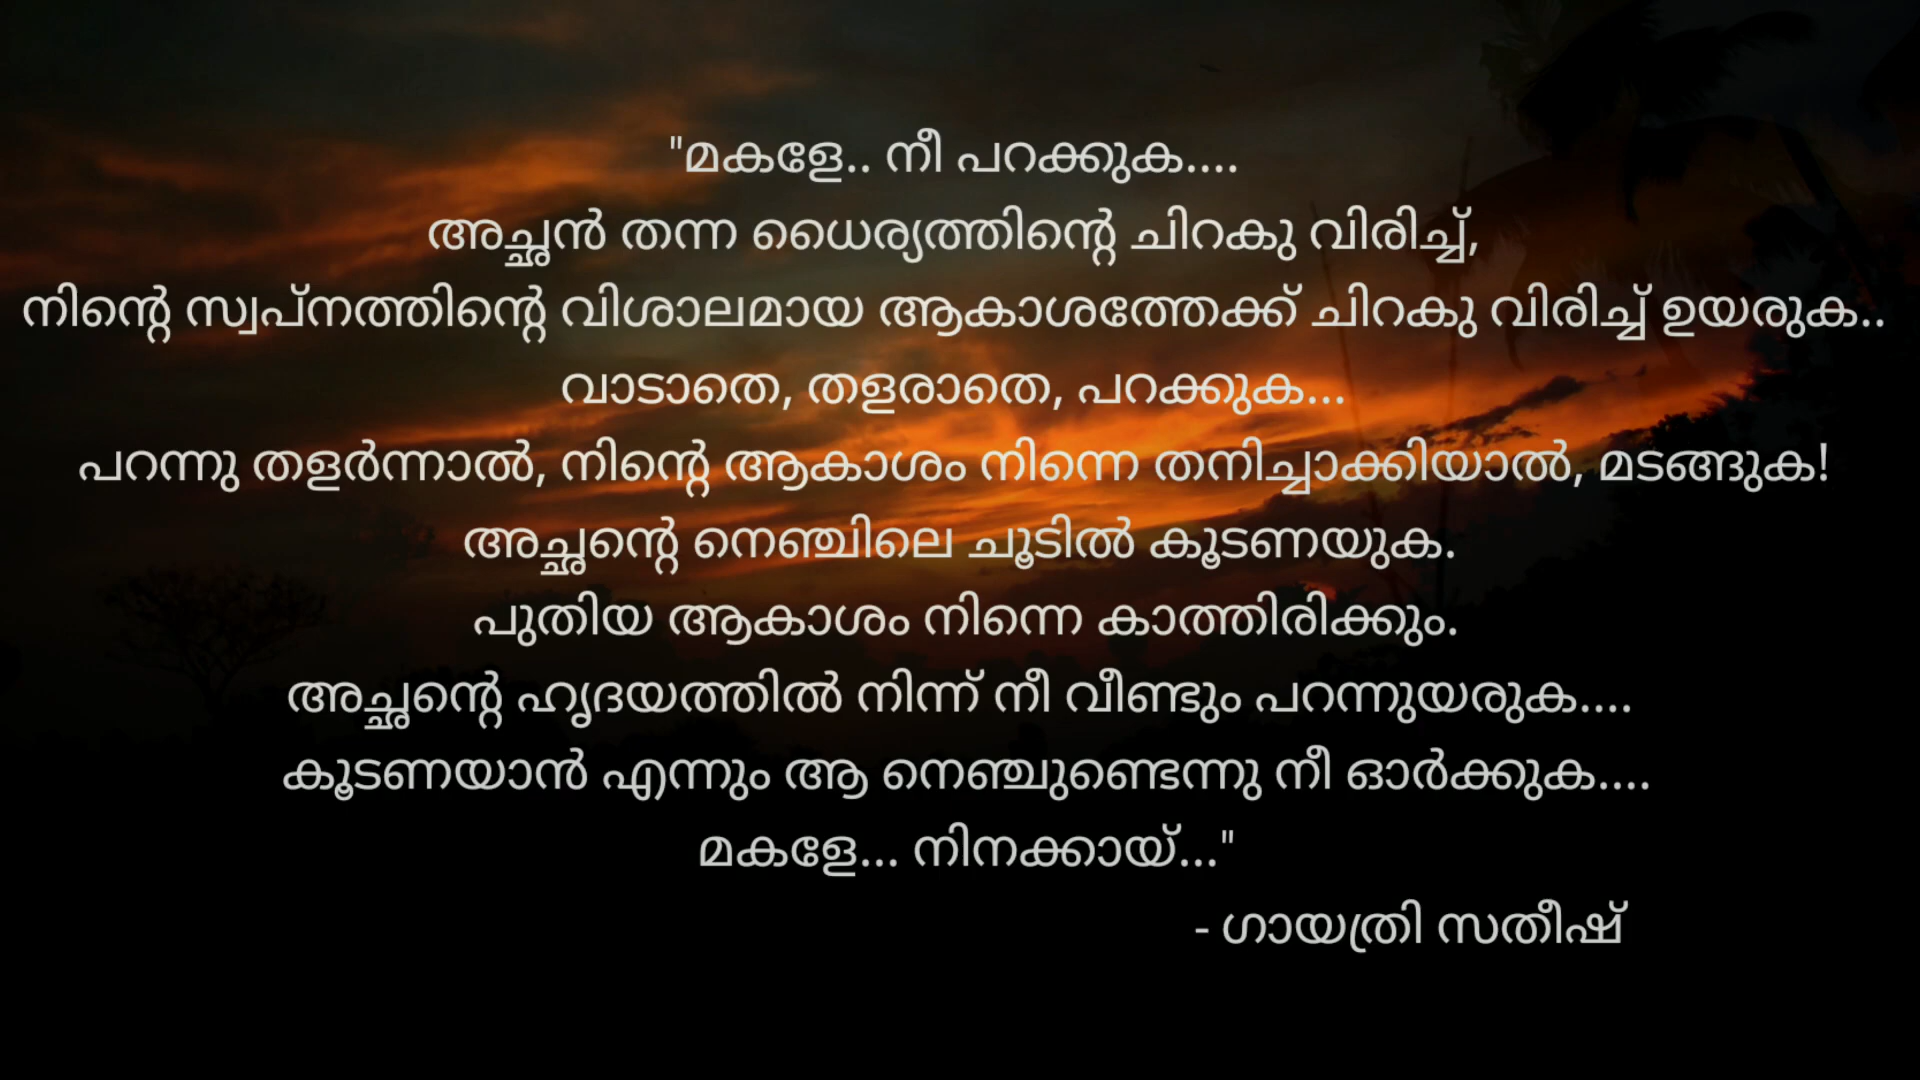 "മകളേ.. നീ പറക്കുക....
അച്ഛൻ തന്ന ധൈര്യത്തിന്റെ ചിറകു വിരിച്ച്,
നിന്റെ സ്വപ്നത്തിന്റെ വിശാലമായ ആകാശത്തേക്ക് ചിറകു വിരിച്ച് ഉയരുക..
വാടാതെ, തളരാതെ, പറക്കുക...
പറന്നു തളർന്നാൽ, നിന്റെ ആകാശം നിന്നെ തനിച്ചാക്കിയാൽ, മടങ്ങുക!
അച്ഛന്റെ നെഞ്ചിലെ ചൂടിൽ കൂടണയുക.
പുതിയ ആകാശം നിന്നെ കാത്തിരിക്കും.
അച്ഛന്റെ ഹൃദയത്തിൽ നിന്ന് നീ വീണ്ടും പറന്നുയരുക....
കൂടണയാൻ എന്നും ആ നെഞ്ചുണ്ടെന്നു നീ ഓർക്കുക....
മകളേ... നിനക്കായ്..."
- ഗായത്രി സതീഷ്